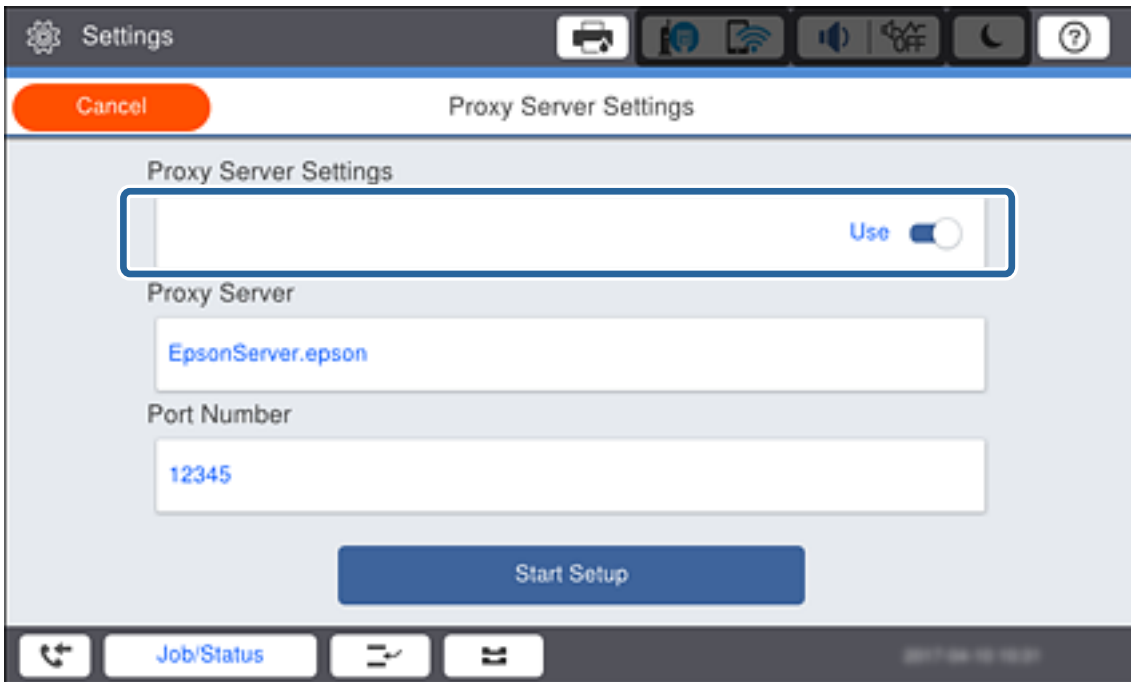 Settings
OFF
?
Cancel
Proxy Server Settings
Proxy Server Settings
Use
Proxy Server
EpsonServer.epson
Port Number
12345
Start Setup
Job/Status